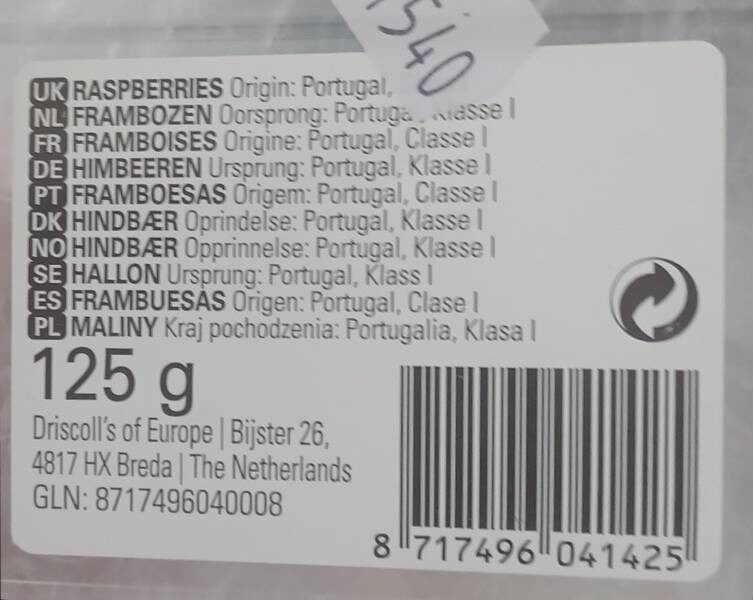 1540
UK RASPBERRIES Origin: Portugal,
NL FRAMBOZEN Oorsprong: Klasse I
FR FRAMBOISES Origine: Portugal, Classe I
DE HIMBEEREN Ursprung: Portugal, Klasse I
PT FRAMBOESAS Origem: Portugal, Classe I
DK HINDBÆR Oprindelse: Portugal, Klasse I
NO HINDBÆR Opprinnelse: Portugal, Klasse I
SE HALLON Ursprung: Portugal, Klass I
ES FRAMBUESAS Origen: Portugal, Clase I
PL MALINY Kraj pochodzenia: Portugalia, Klasa I
125 g
Driscoll's of Europe | Bijster 26,
4817 HX Breda | The Netherlands
GLN: 8717496040008
8 717496 041425